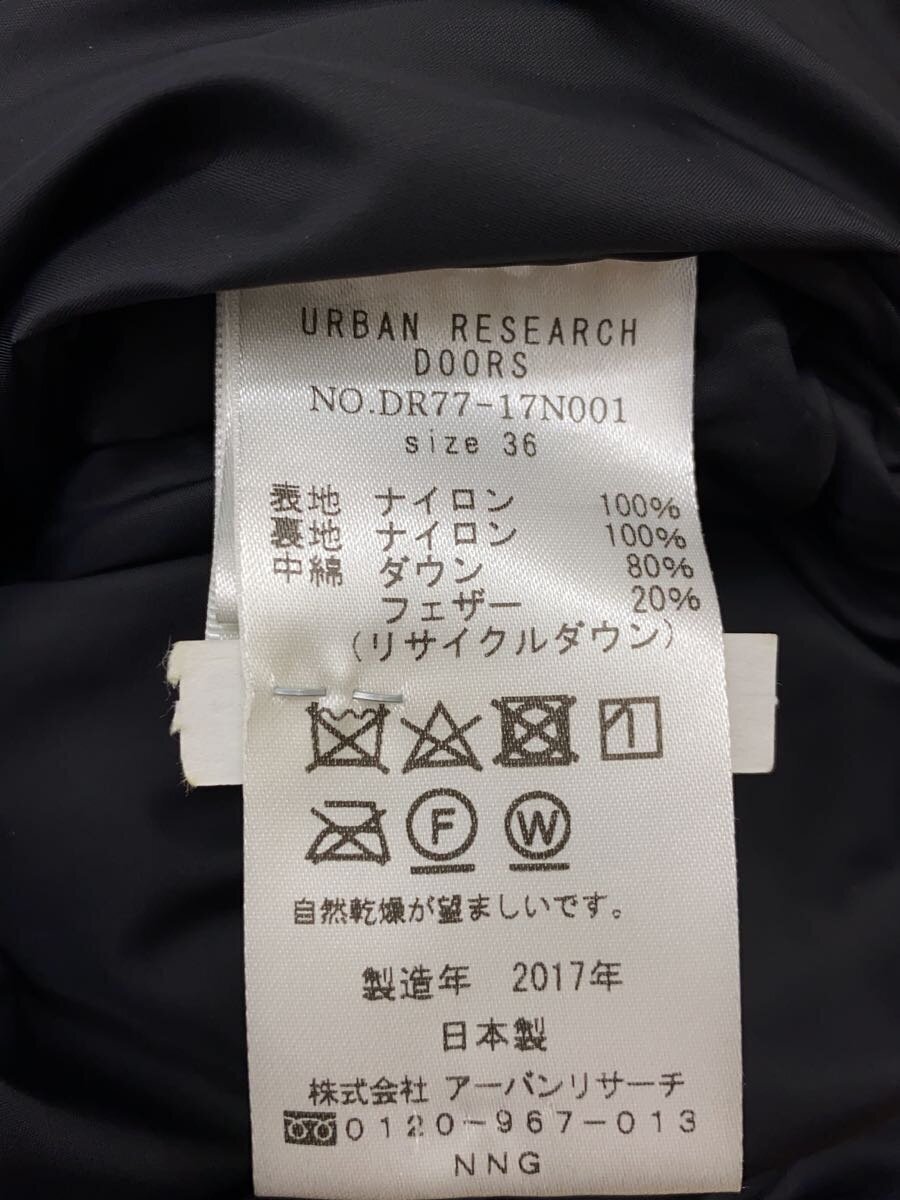 URBAN RESEARCH
DOORS
NO.DR77-17N001
size 36
表地 ナイロン 100%
裏地 ナイロン 100%
中綿 ダウン 80%
フェザー 20%
(リサイクルダウン)
F W
自然乾燥が望ましいです。
製造年 2017年
日本製
株式会社 アーバンリサーチ
0120-967-013
NNG